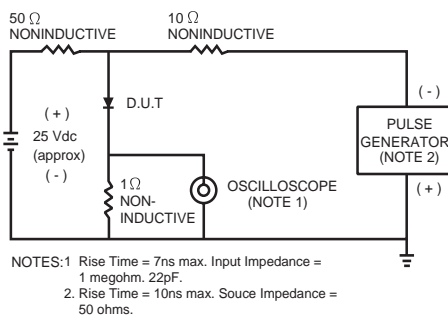 50 Ω
NONINDUCTIVE
10 Ω
NONINDUCTIVE
D.U.T
( + )
25 Vdc
(approx)
( - )
1 Ω
NON-
INDUCTIVE
OSCILLOSCOPE
(NOTE 1)
( - )
PULSE
GENERATOR
(NOTE 2)
( + )
NOTES:1 Rise Time = 7ns max. Input Impedance =
1 megohm. 22pF.
2. Rise Time = 10ns max. Souce Impedance =
50 ohms.